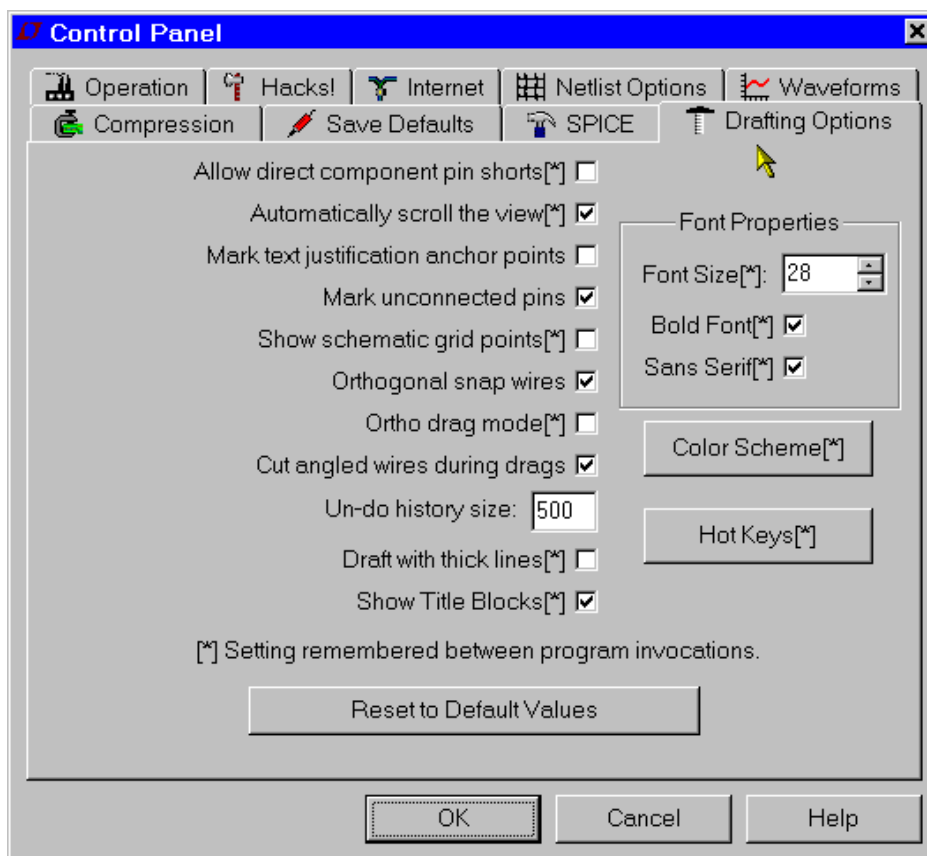 Control Panel
Operation Hacks! Internet Netlist Options Waveforms
Compression Save Defaults SPICE Drafting Options
Allow direct component pin shorts[*]
Automatically scroll the view[*]
Mark text justification anchor points
Mark unconnected pins
Show schematic grid points[*]
Orthogonal snap wires
Ortho drag mode[*]
Cut angled wires during drags
Un-do history size: 500
Draft with thick lines[*]
Show Title Blocks[*]
Font Properties
Font Size[*]: 28
Bold Font[*]
Sans Serif[*]
Color Scheme[*]
Hot Keys[*]
[*] Setting remembered between program invocations.
Reset to Default Values
OK Cancel Help